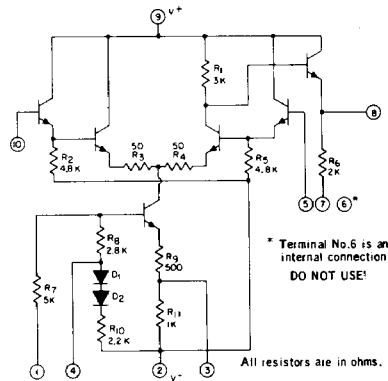 9 V+
R1
3K
8
10
R2
4.8K
50
R3
50
R4
R5
4.8K
R6
2K
5
7
6*
* Terminal No.6 is an
internal connection
DO NOT USE!
R8
2.8K
R9
500
D1
R7
5K
D2
R11
1K
R10
2.2K
1
4
2
V-
3
All resistors are in ohms.